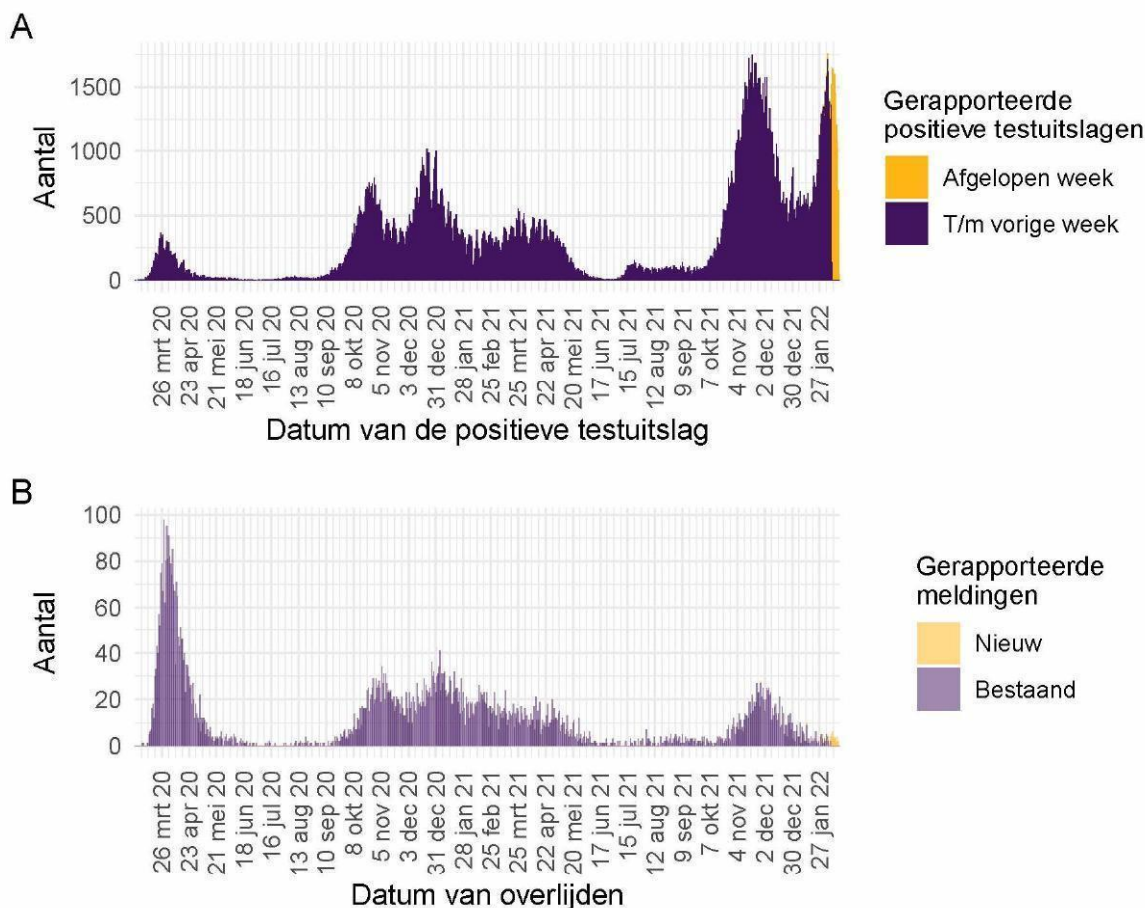 A
Aantal
1500
1000
500
0
26 mrt 20
23 apr 20
21 mei 20
18 jun 20
16 jul 20
13 aug 20
10 sep 20
8 okt 20
5 nov 20
3 dec 20
31 dec 20
28 jan 21
25 feb 21
25 mrt 21
22 apr 21
20 mei 21
17 jun 21
15 jul 21
12 aug 21
9 sep 21
7 okt 21
4 nov 21
2 dec 21
30 dec 21
27 jan 22
Datum van de positieve testuitslag
Gerapporteerde
positieve testuitslagen
Afgelopen week
T/m vorige week
B
Aantal
100
80
60
40
20
0
26 mrt 20
23 apr 20
21 mei 20
18 jun 20
16 jul 20
13 aug 20
10 sep 20
8 okt 20
5 nov 20
3 dec 20
31 dec 20
28 jan 21
25 feb 21
25 mrt 21
22 apr 21
20 mei 21
17 jun 21
15 jul 21
12 aug 21
9 sep 21
7 okt 21
4 nov 21
2 dec 21
30 dec 21
27 jan 22
Datum van overlijden
Gerapporteerde
meldingen
Nieuw
Bestaand